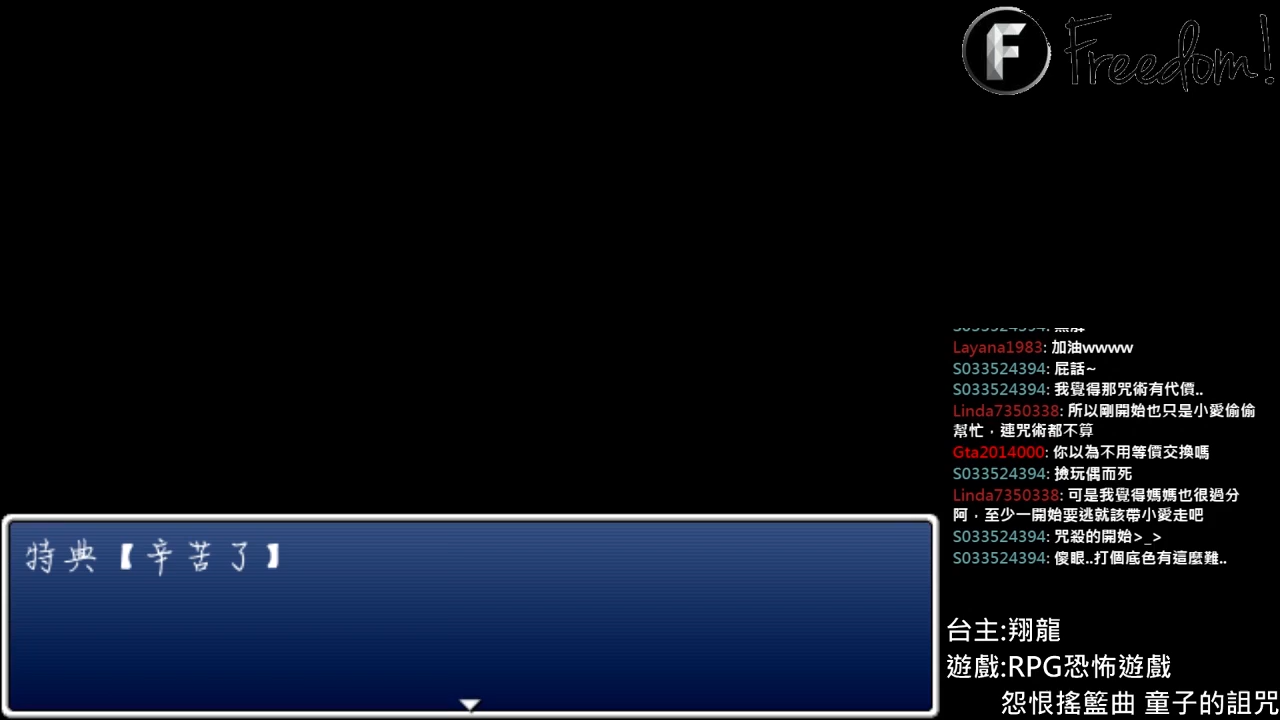 Freedom!
Layana1983: 加油wwww
S033524394: 屁話~
S033524394: 我覺得那咒術有代價..
Linda7350338: 所以剛開始也只是小愛偷偷
幫忙，連咒術都不算
Gta2014000: 你以為不用等價交換嗎
S033524394: 撿玩偶而死
Linda7350338: 可是我覺得媽媽也很過分
阿，至少一開始要逃就該帶小愛走吧
S033524394: 咒殺的開始>_>
S033524394: 傻眼..打個底色有這麼難..
特典【辛苦了】
台主:翔龍
遊戲:RPG恐怖遊戲
怨恨搖籃曲 童子的詛咒